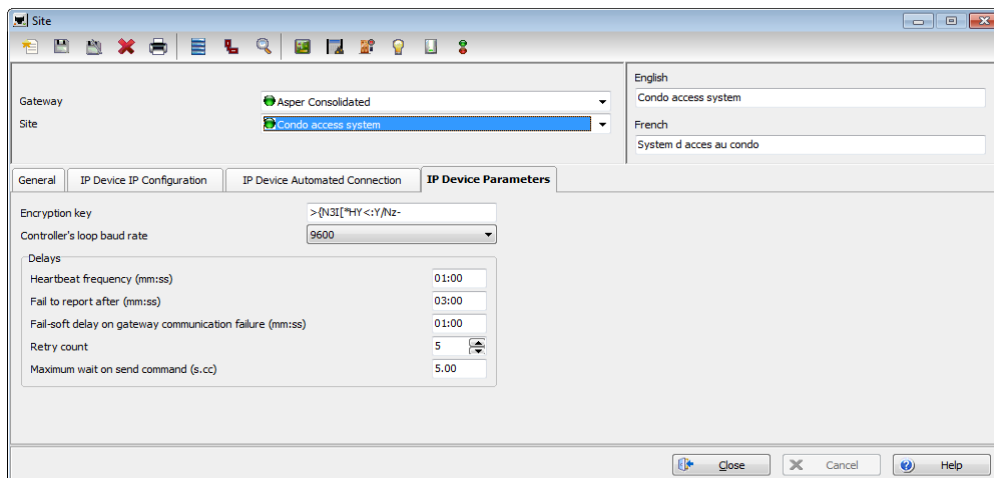 Site
Gateway
Asper Consolidated
Site
Condo access system
English
Condo access system
French
System d acces au condo
General
IP Device IP Configuration
IP Device Automated Connection
IP Device Parameters
Encryption key
>{N3I[*HY<:Y/Nz-
Controller's loop baud rate
9600
Delays
Heartbeat frequency (mm:ss)
01:00
Fail to report after (mm:ss)
03:00
Fail-soft delay on gateway communication failure (mm:ss)
01:00
Retry count
5
Maximum wait on send command (s.cc)
5.00
Close
Cancel
Help